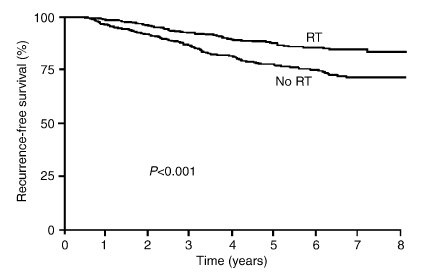 Recurrence-free survival (%)
100
75
50
25
0
RT
No RT
P<0.001
0 1 2 3 4 5 6 7 8
Time (years)